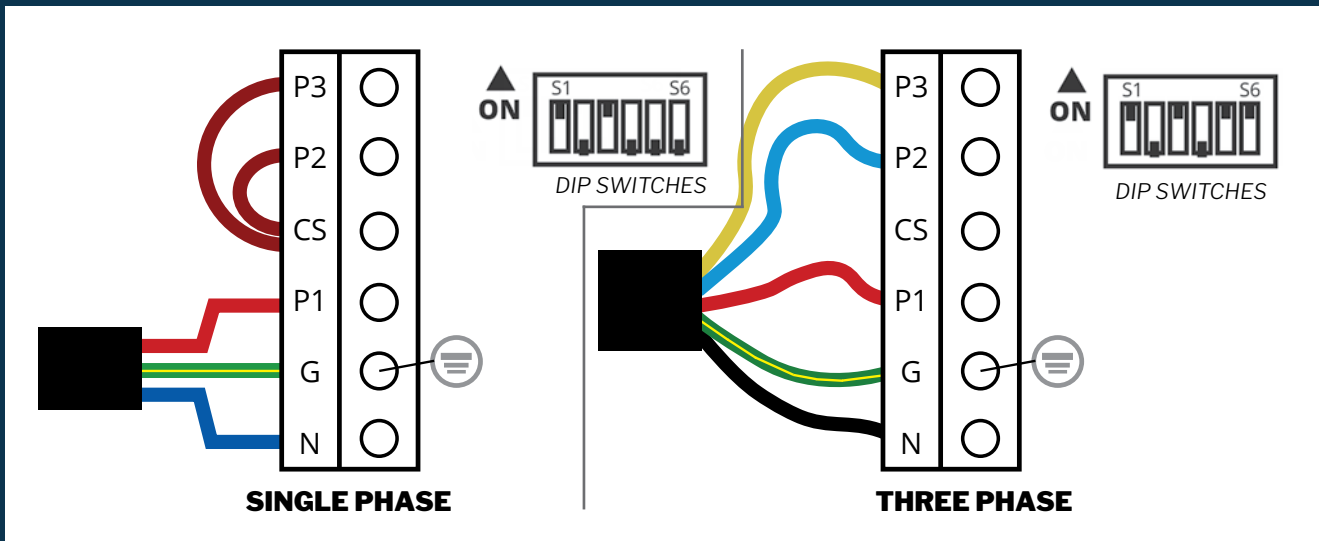 P3
P2
CS
P1
G
N
SINGLE PHASE
ON
S1 S6
DIP SWITCHES
P3
P2
CS
P1
G
N
THREE PHASE
ON
S1 S6
DIP SWITCHES